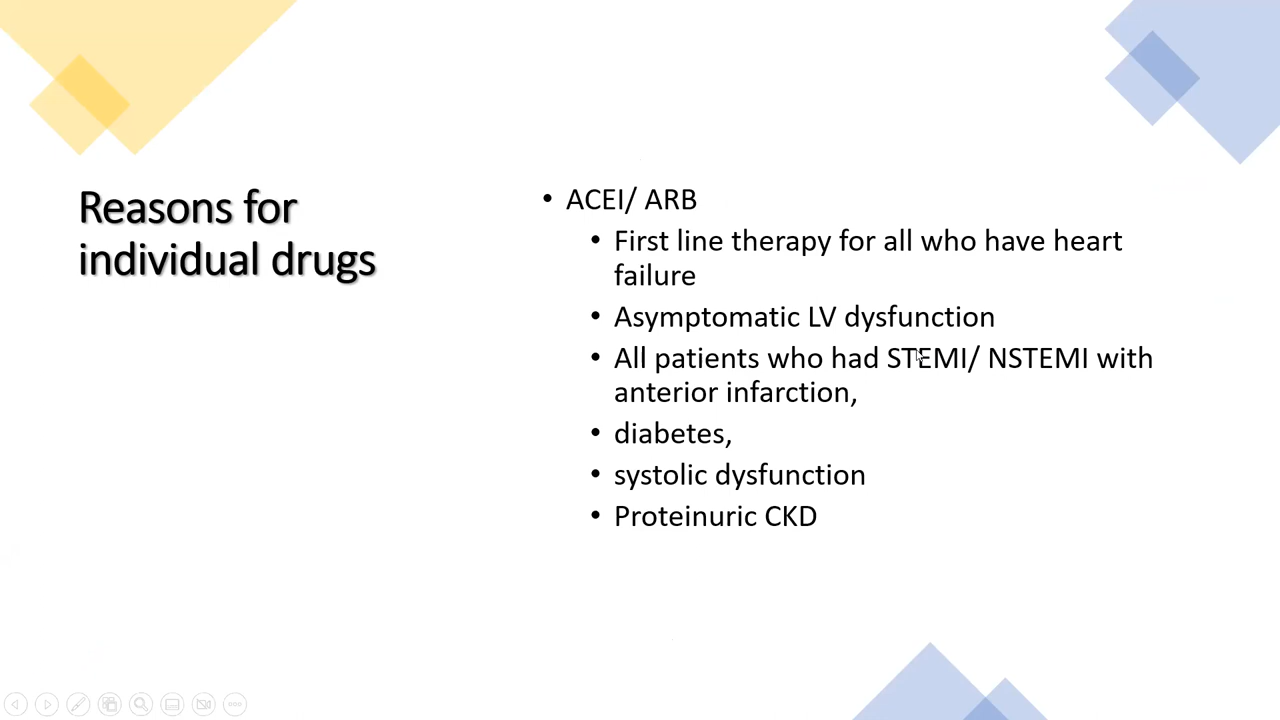 Reasons for
individual drugs
• ACEI/ ARB
• First line therapy for all who have heart
failure
• Asymptomatic LV dysfunction
• All patients who had STEMI/ NSTEMI with
anterior infarction,
• diabetes,
• systolic dysfunction
• Proteinuric CKD